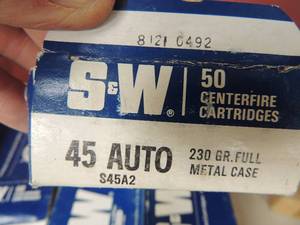 8121 0492
S&W®
50
CENTERFIRE
CARTRIDGES
45 AUTO
S45A2
230 GR. FULL
METAL CASE